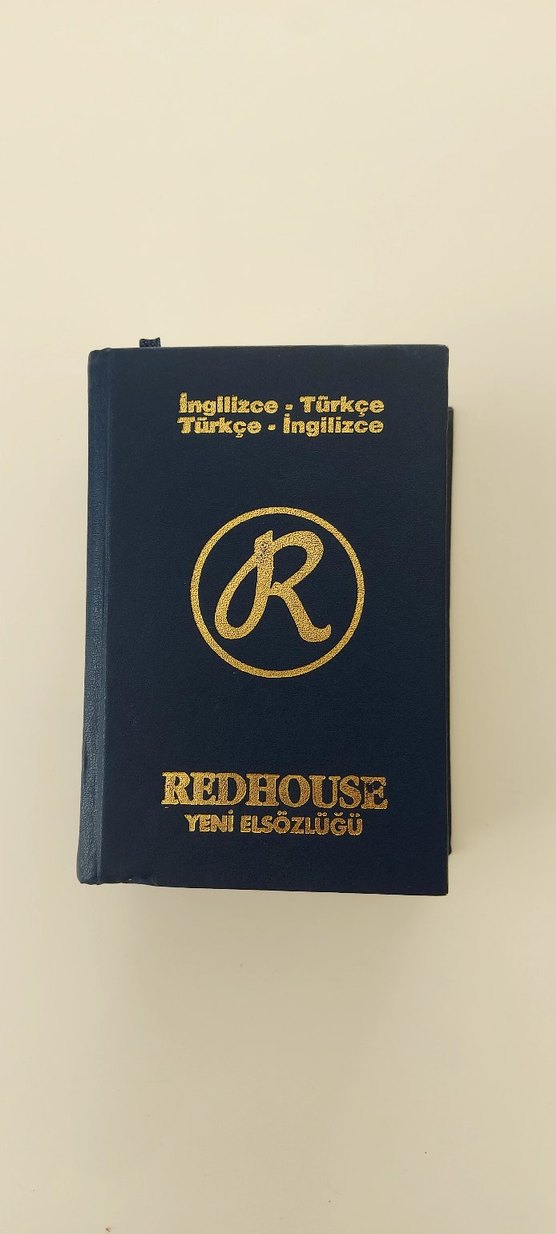 İngilizce - Türkçe
Türkçe - İngilizce
R
REDHOUSE
YENİ ELSÖZLÜĞÜ